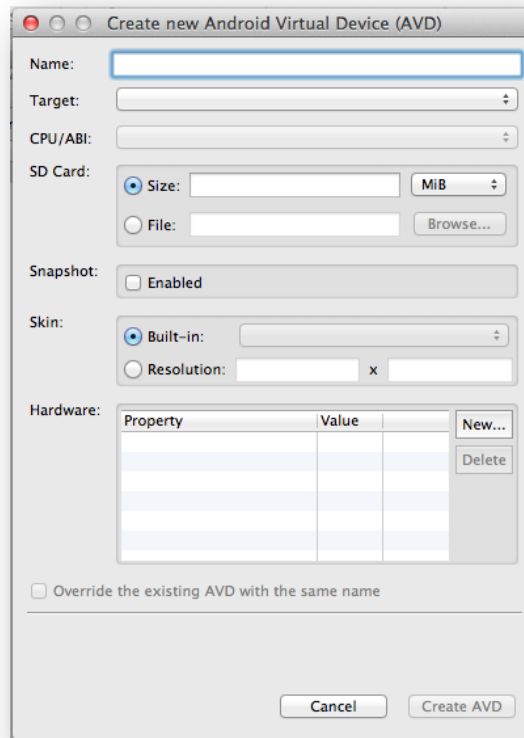 Create new Android Virtual Device (AVD)
Name:
Target:
CPU/ABI:
SD Card:
Size: MiB
File: Browse...
Snapshot:
Enabled
Skin:
Built-in:
Resolution: x
Hardware:
Property Value New...
Delete
Override the existing AVD with the same name
Cancel Create AVD